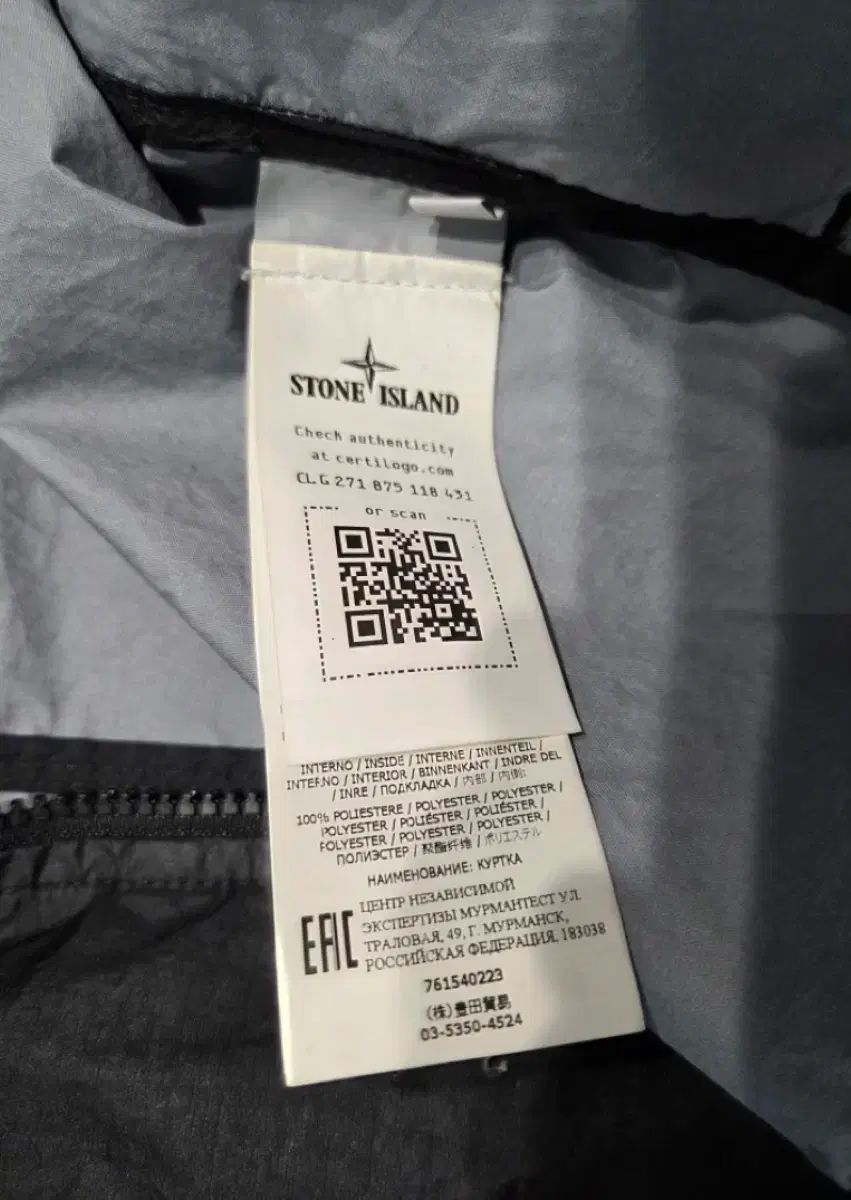 STONE ISLAND
Check authenticity
at certilogo.com
CLG 271 875 118 431
or scan
INTERNO / INSIDE / INTERNE / INNENTEIL /
INTERNO / INTERIOR / BINNENKANT / INDRE DEL
/ INRE / ПОДКЛАДКА / 内部 / 内側
100% POLIESTERE / POLYESTER / POLYESTER /
POLYESTER / POLIÉSTER / POLIÉSTER /
POLYESTER / POLYESTER / POLYESTER /
ПОЛИЭСТЕР / 聚酯纤维 / ポリエステル
НАИМЕНОВАНИЕ: КУРТКА
EAC
ЦЕНТР НЕЗАВИСИМОЙ
ЭКСПЕРТИЗЫ МУРМАНТЕСТ УЛ.
ТРАЛОВАЯ, 49, Г. МУРМАНСК,
РОССИЙСКАЯ ФЕДЕРАЦИЯ, 183038
761540223
(株)豊田貿易
03-5350-4524